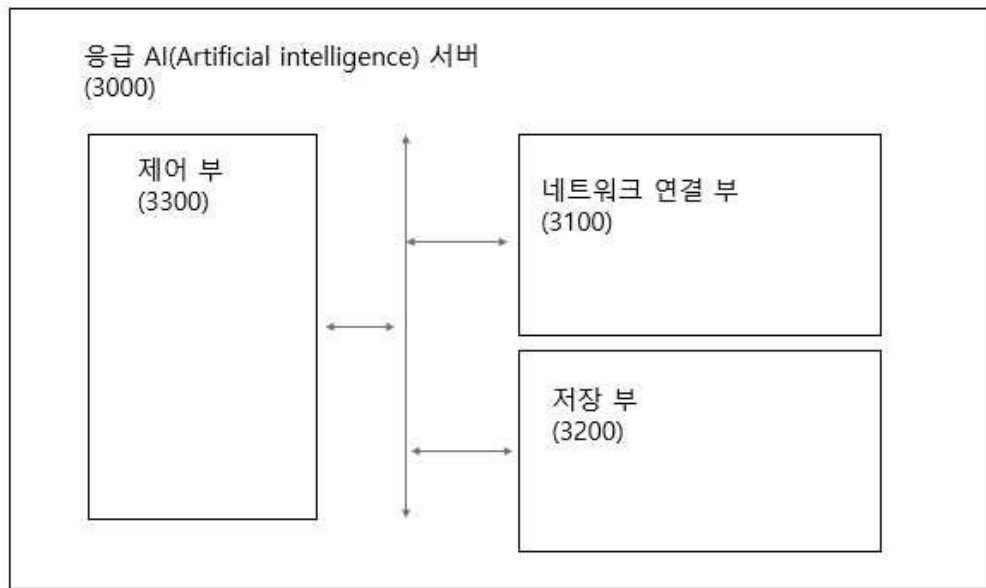 응급 AI(Artificial intelligence) 서버
(3000)
제어 부
(3300)
네트워크 연결 부
(3100)
저장 부
(3200)